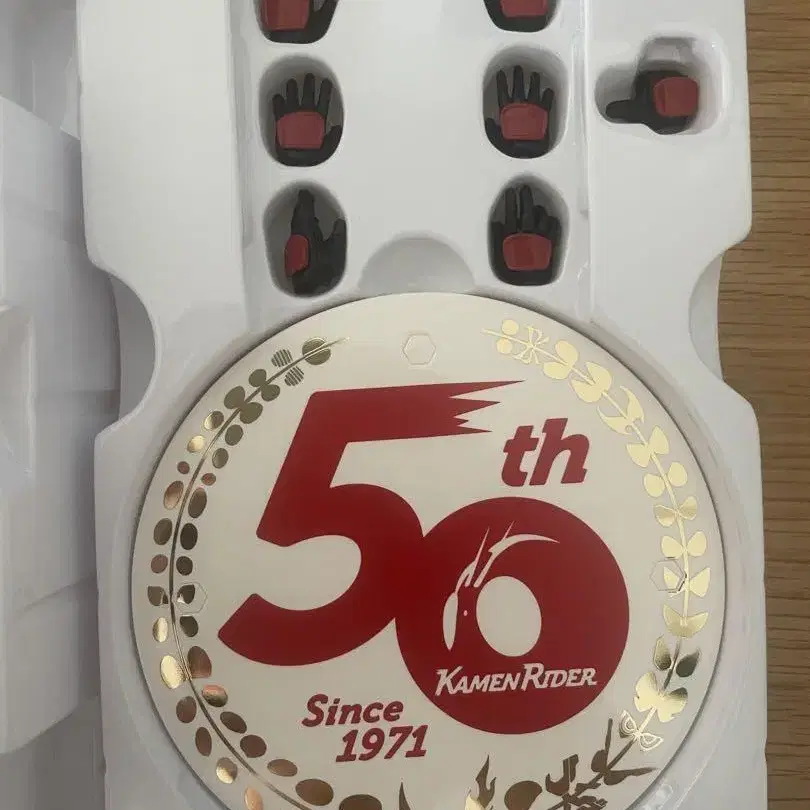 50th
KAMEN RIDER
Since
1971